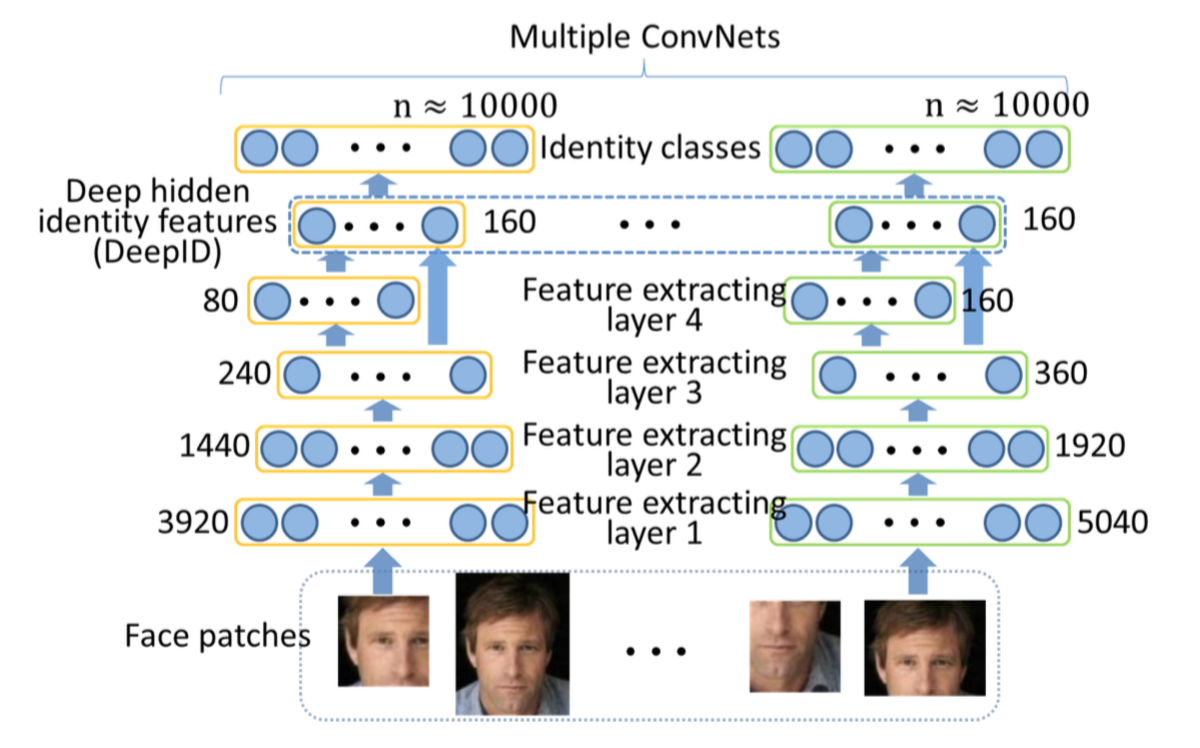 Multiple ConvNets
n ≈ 10000
n ≈ 10000
Identity classes
Deep hidden
identity features
(DeepID)
160
160
80
Feature extracting
layer 4
160
240
Feature extracting
layer 3
360
1440
Feature extracting
layer 2
1920
3920
Feature extracting
layer 1
5040
Face patches